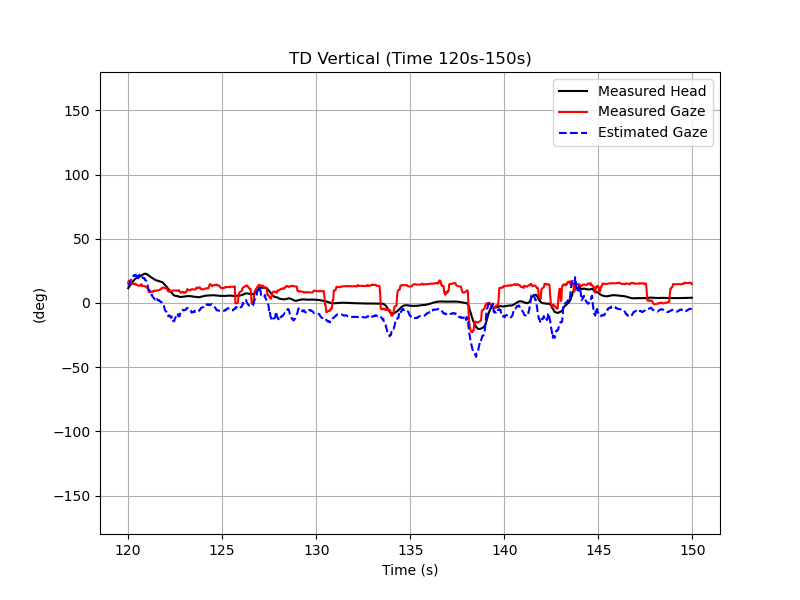 TD Vertical (Time 120s-150s)
Measured Head
Measured Gaze
Estimated Gaze
150
100
50
0
−50
−100
−150
(deg)
120
125
130
135
140
145
150
Time (s)